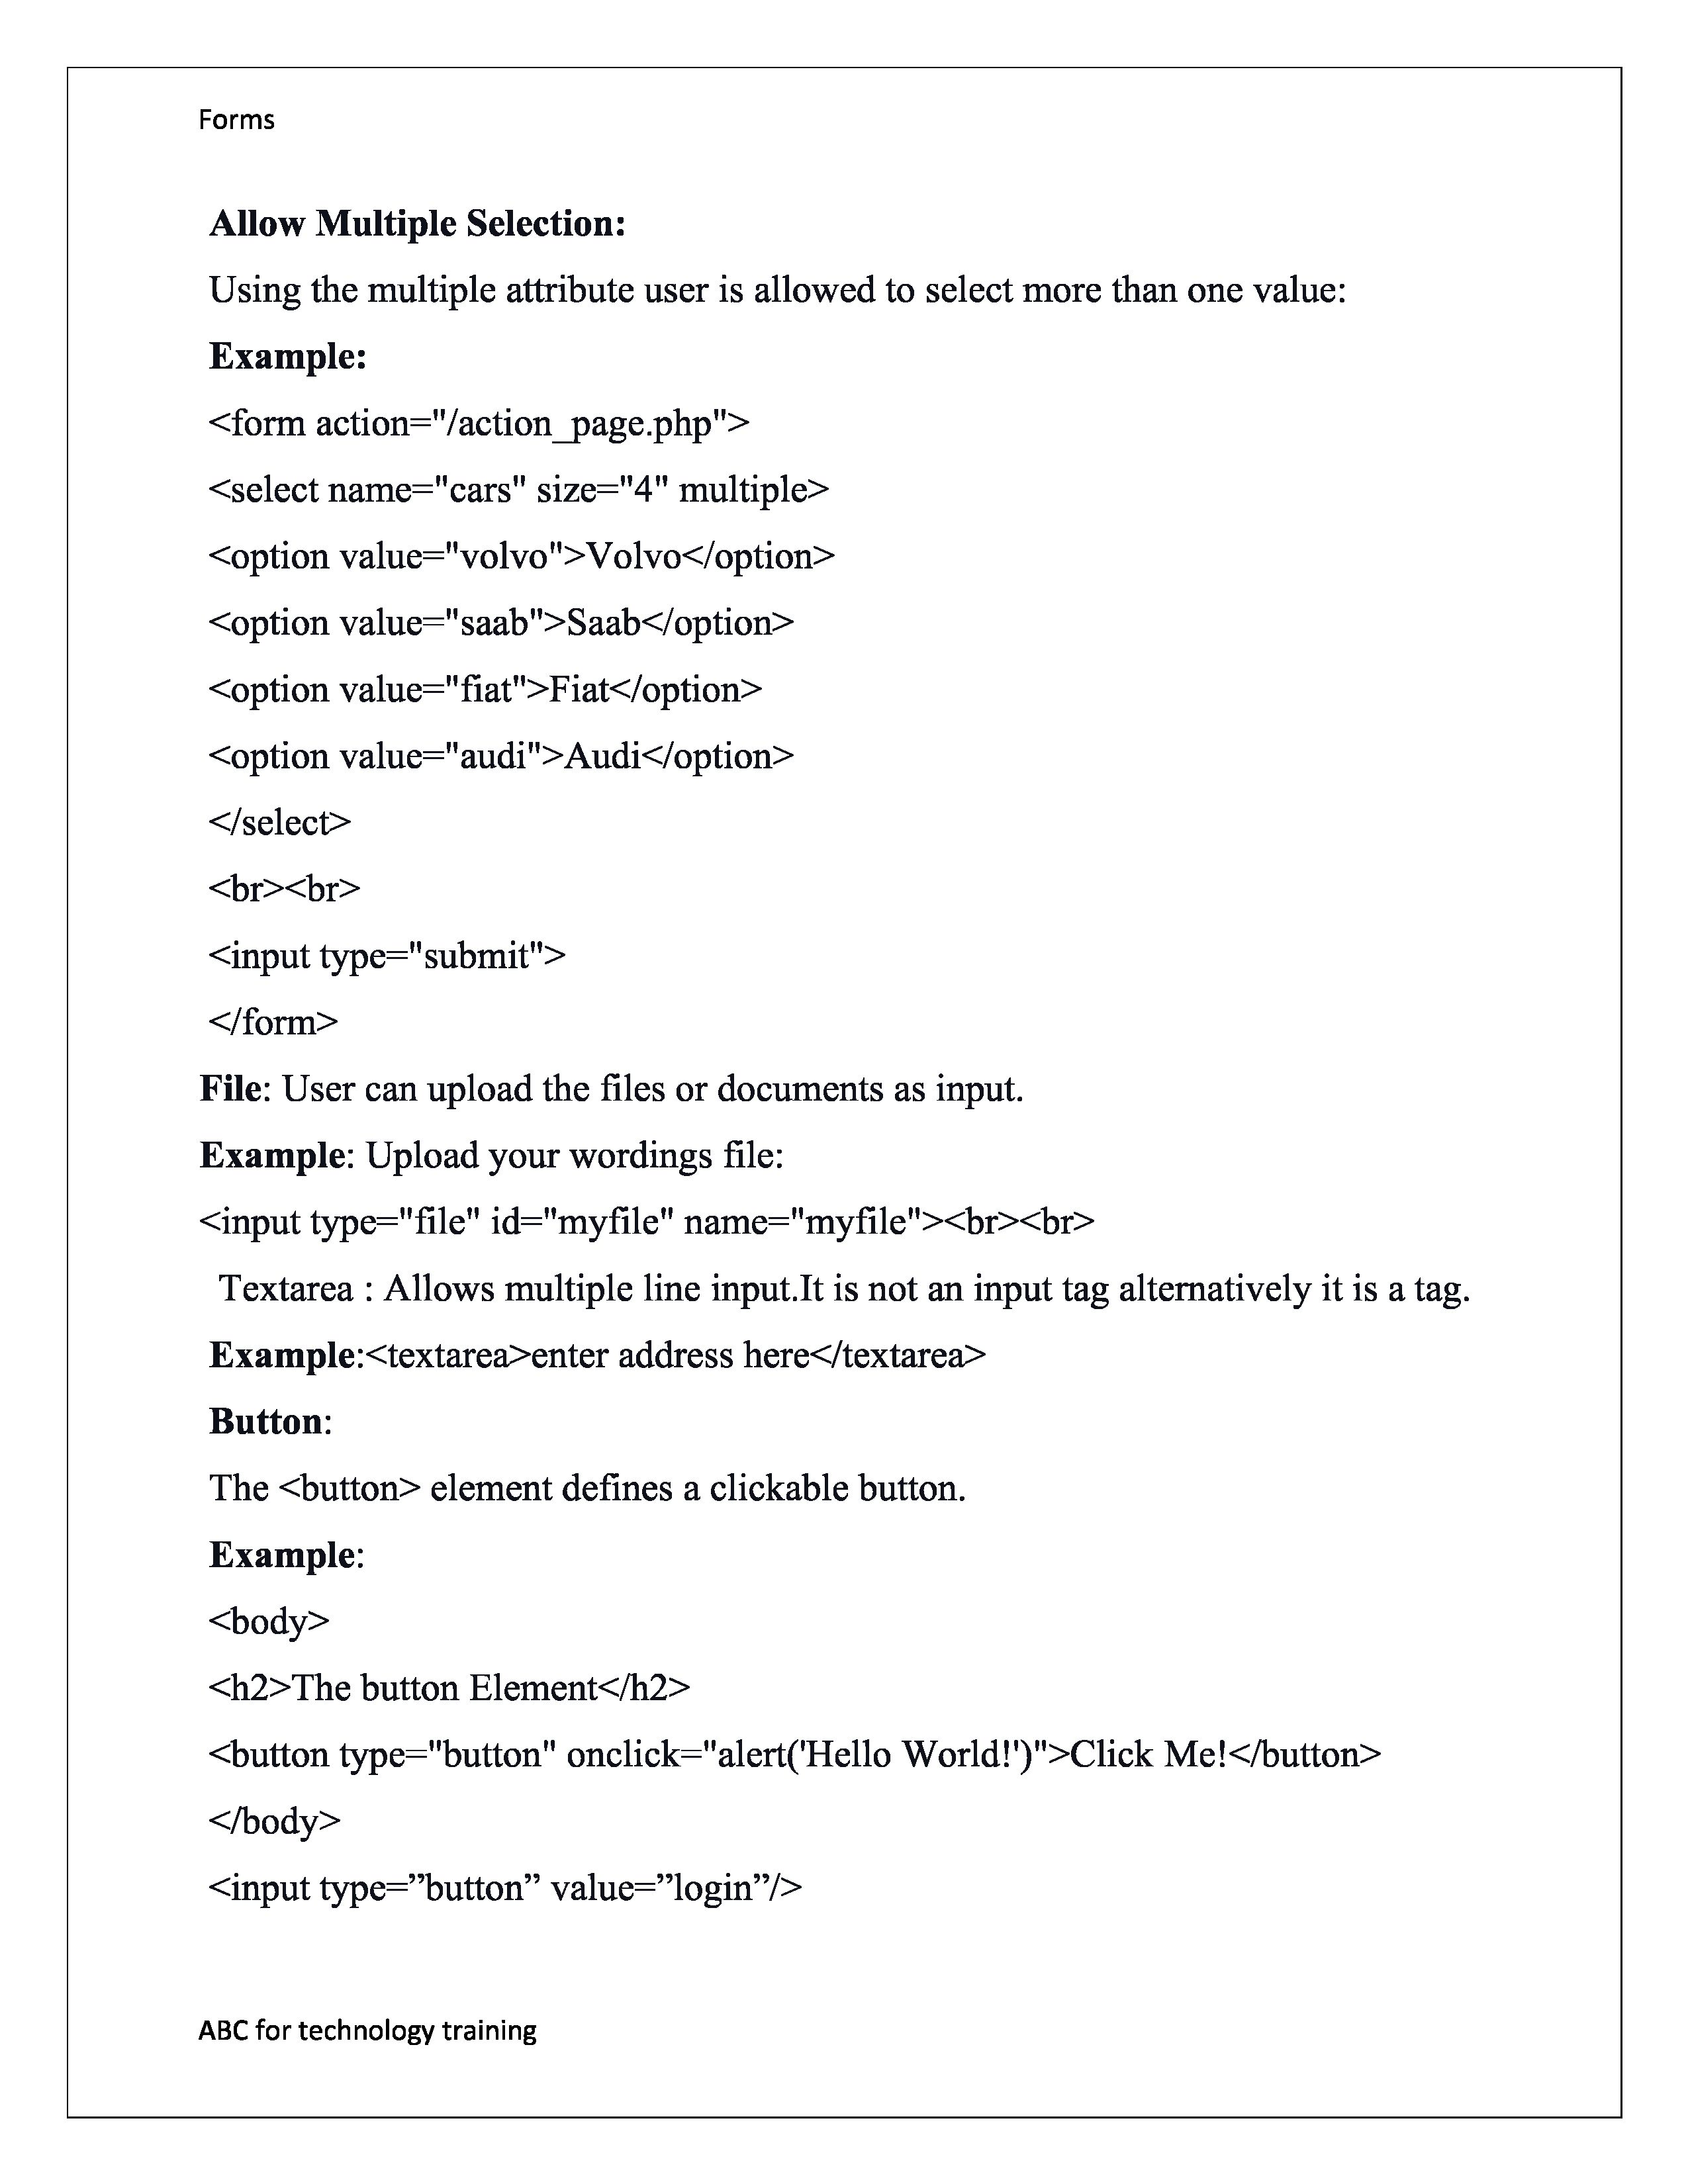 Forms
Allow Multiple Selection:
Using the multiple attribute user is allowed to select more than one value:
Example:
<form action="/action_page.php">
<select name="cars" size="4" multiple>
<option value="volvo">Volvo</option>
<option value="saab">Saab</option>
<option value="fiat">Fiat</option>
<option value="audi">Audi</option>
</select>
<br><br>
<input type="submit">
</form>
File: User can upload the files or documents as input.
Example: Upload your wordings file:
<input type="file" id="myfile" name="myfile"><br><br>
Textarea : Allows multiple line input.It is not an input tag alternatively it is a tag.
Example:<textarea>enter address here</textarea>
Button:
The <button> element defines a clickable button.
Example:
<body>
<h2>The button Element</h2>
<button type="button" onclick="alert('Hello World!')">Click Me!</button>
</body>
<input type=”button” value=”login”/>
ABC for technology training